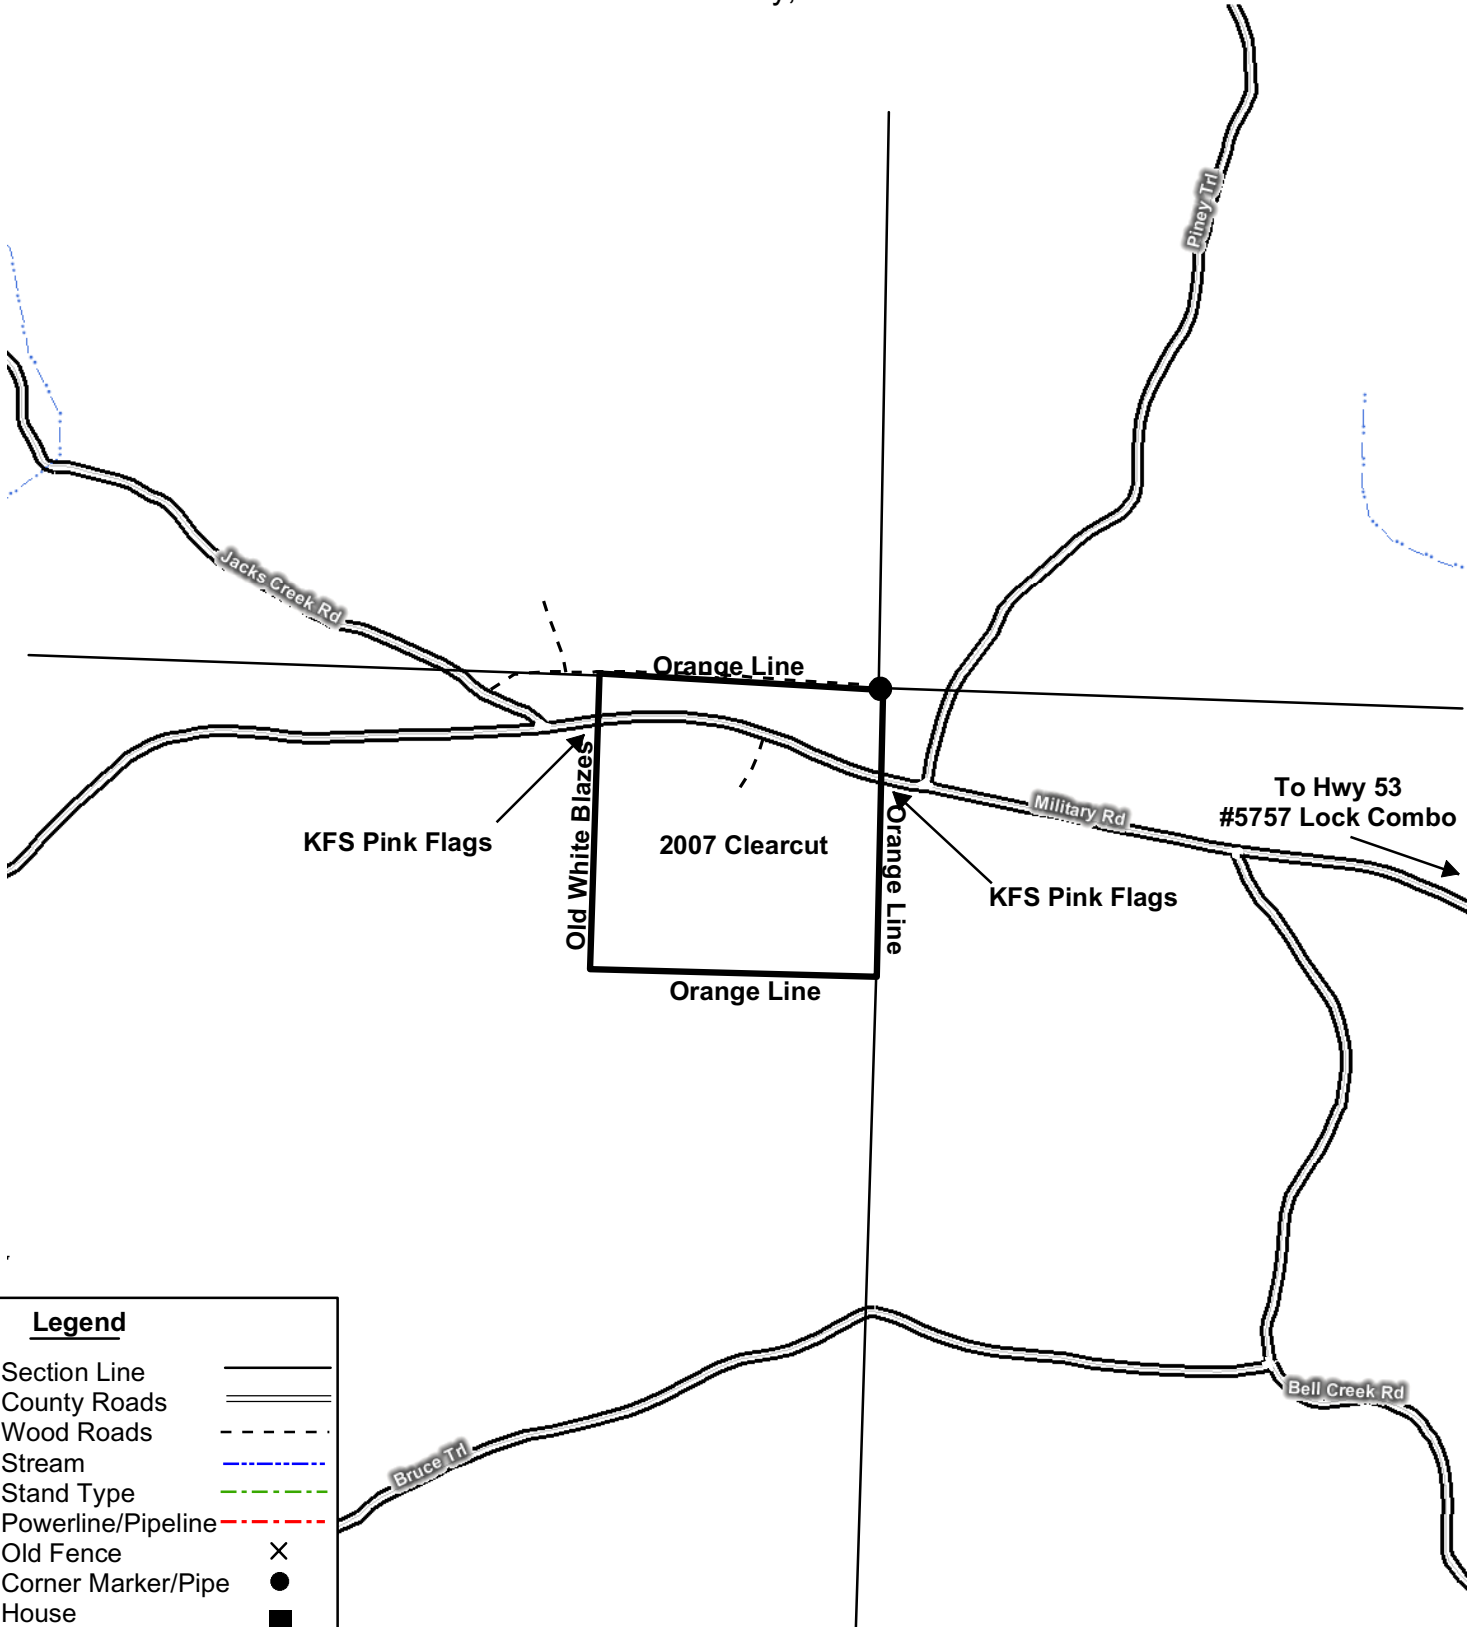 Piney Trl
Jacks Creek Rd
Orange Line
Old White Blazes
KFS Pink Flags
2007 Clearcut
Orange Line
Military Rd
To Hwy 53
#5757 Lock Combo
KFS Pink Flags
Orange Line
Bell Creek Rd
Bruce Trl
Legend
Section Line
County Roads
Wood Roads
Stream
Stand Type
Powerline/Pipeline
Old Fence
Corner Marker/Pipe
House